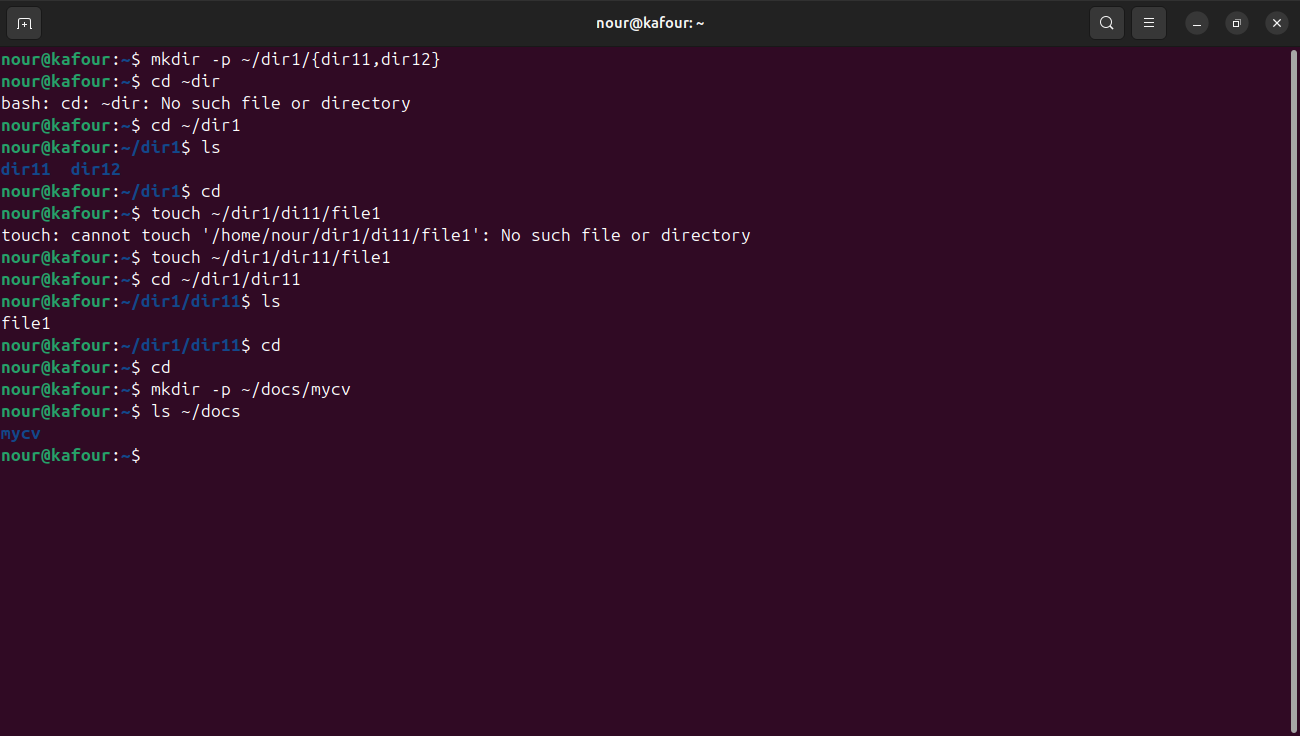 nour@kafour: ~
nour@kafour:~$ mkdir -p ~/dir1/{dir11,dir12}
nour@kafour:~$ cd ~dir
bash: cd: ~dir: No such file or directory
nour@kafour:~$ cd ~/dir1
nour@kafour:~/dir1$ ls
dir11  dir12
nour@kafour:~/dir1$ cd
nour@kafour:~$ touch ~/dir1/di11/file1
touch: cannot touch '/home/nour/dir1/di11/file1': No such file or directory
nour@kafour:~$ touch ~/dir1/dir11/file1
nour@kafour:~$ cd ~/dir1/dir11
nour@kafour:~/dir1/dir11$ ls
file1
nour@kafour:~/dir1/dir11$ cd
nour@kafour:~$ cd
nour@kafour:~$ mkdir -p ~/docs/mycv
nour@kafour:~$ ls ~/docs
mycv
nour@kafour:~$